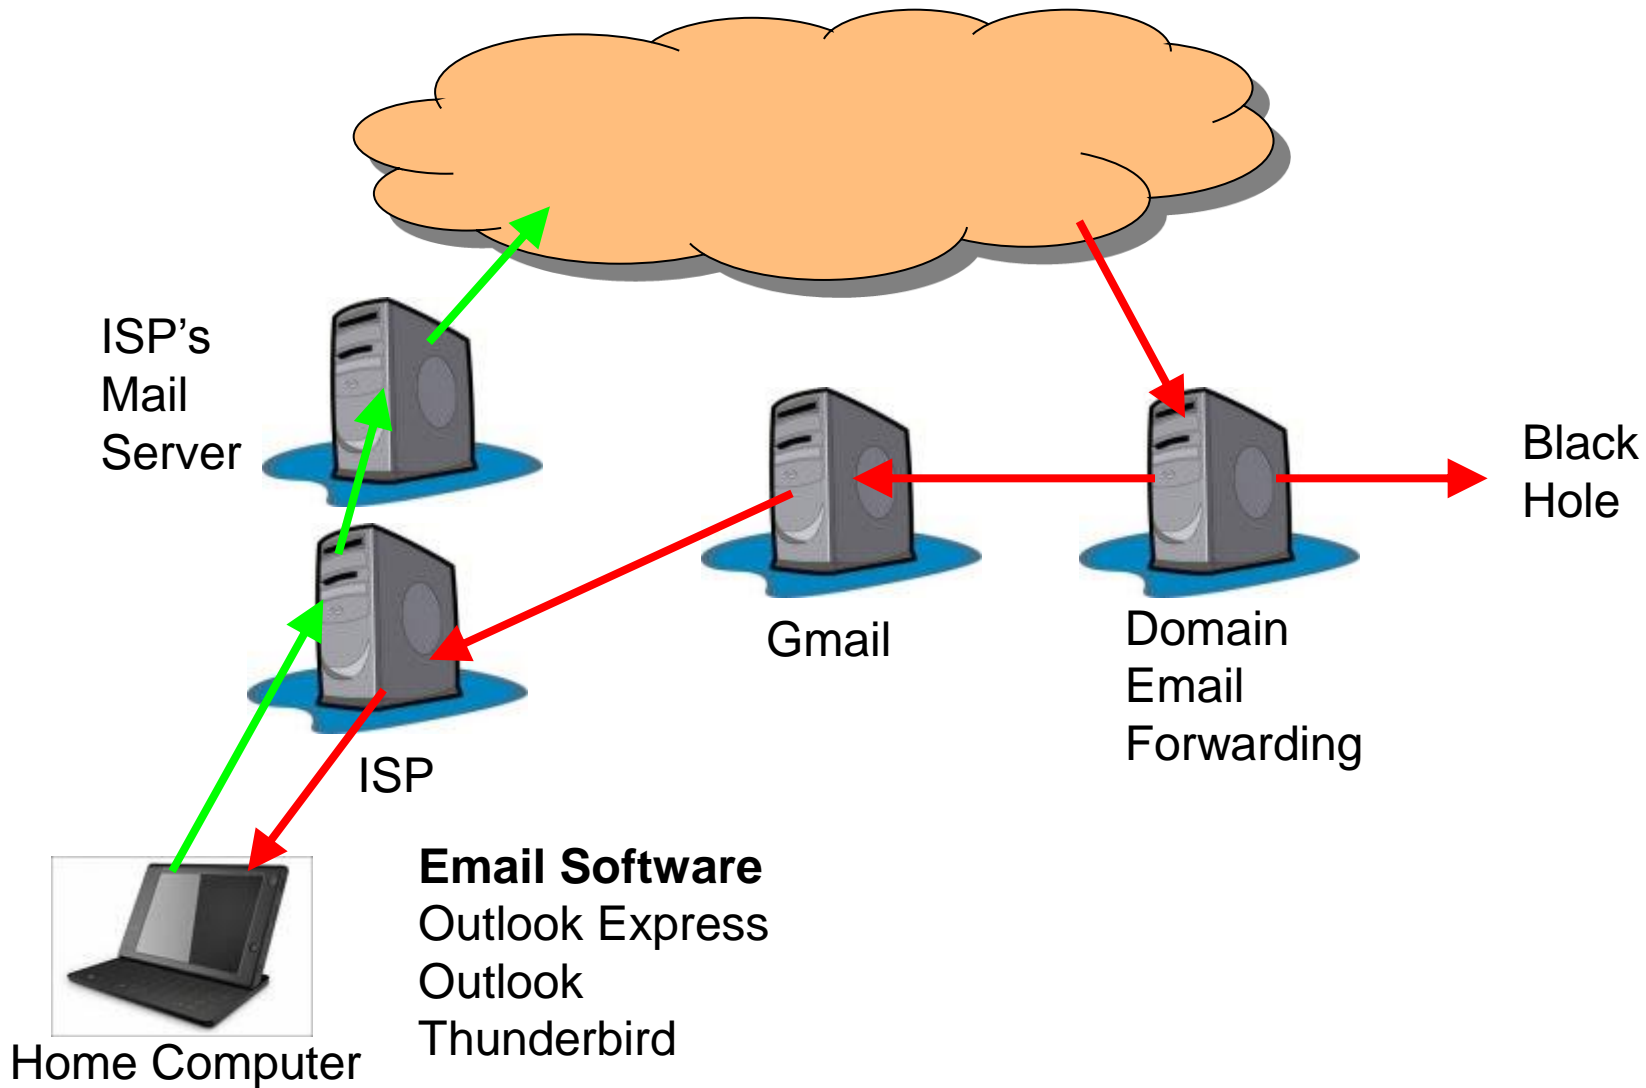 ISP’s
Mail
Server
Black
Hole
Gmail
Domain
Email
Forwarding
ISP
Email Software
Outlook Express
Outlook
Thunderbird
Home Computer